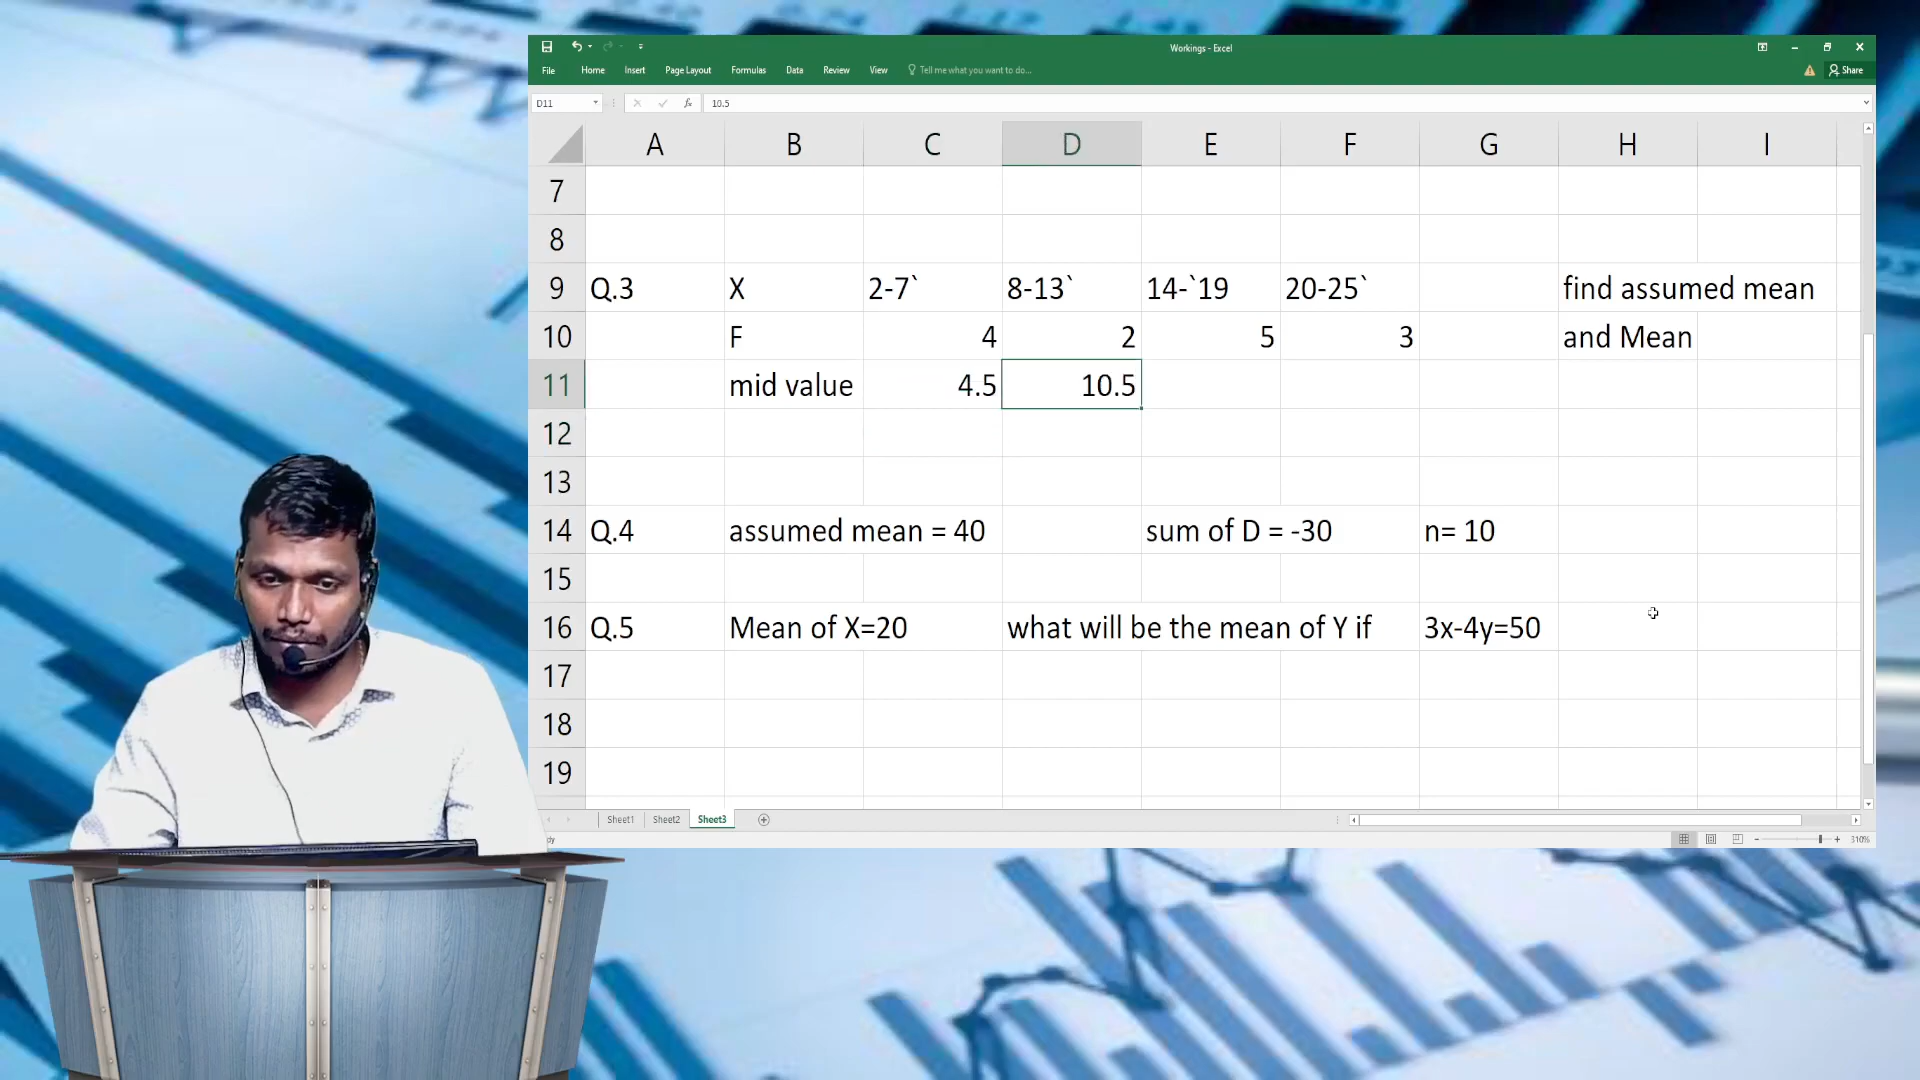 Workings - Excel
File Home Insert Page Layout Formulas Data Review View Tell me what you want to do... Share
D11 fx 10.5
A B C D E F G H I
7
8
9 Q.3 X 2-7` 8-13` 14-`19 20-25` find assumed mean
10 F 4 2 5 3 and Mean
11 mid value 4.5 10.5
12
13
14 Q.4 assumed mean = 40 sum of D = -30 n= 10
15
16 Q.5 Mean of X=20 what will be the mean of Y if 3x-4y=50
17
18
19
Sheet1 Sheet2 Sheet3
310%